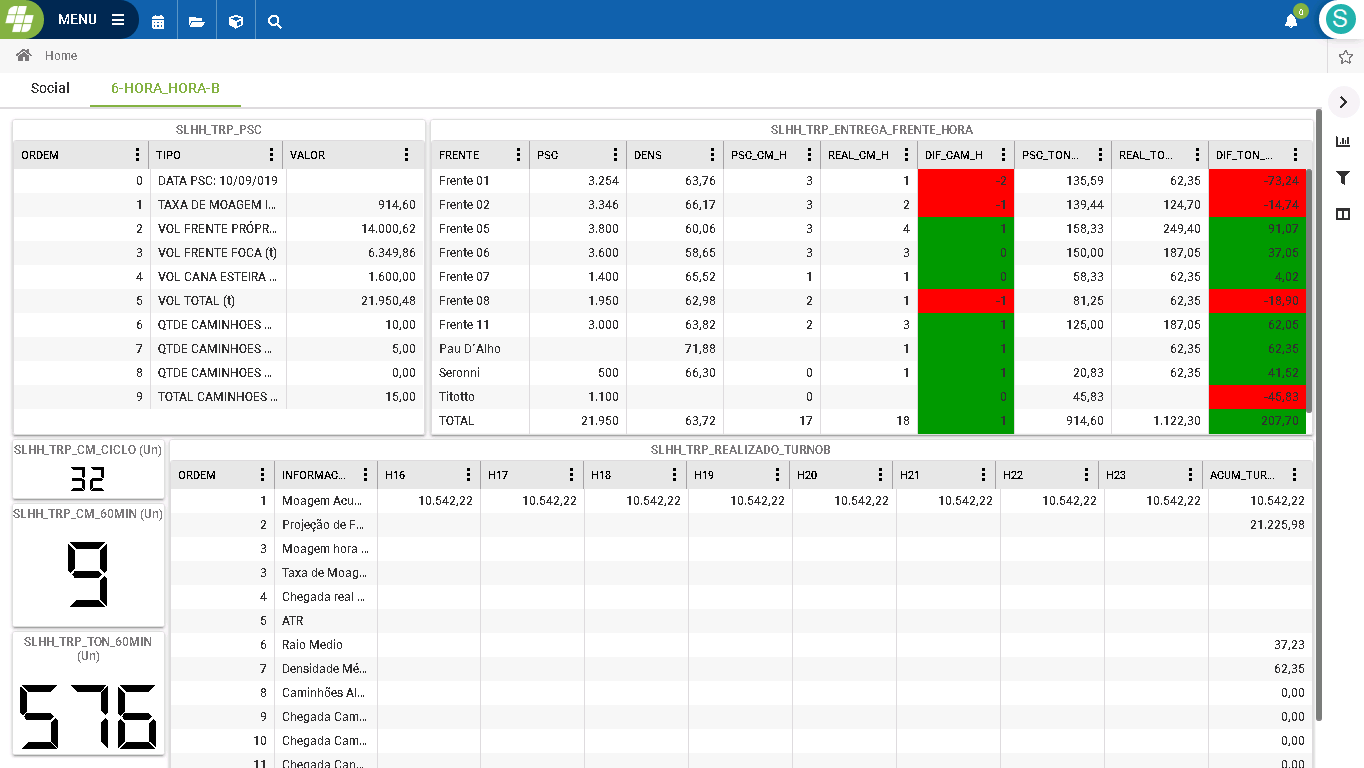 MENU
0
S
Home
Social 6-HORA_HORA-B
SLHH_TRP_PSC
ORDEM TIPO VALOR
0 DATA PSC: 10/09/019
1 TAXA DE MOAGEM I... 914,60
2 VOL FRENTE PRÓPR... 14.000,62
3 VOL FRENTE FOCA (t) 6.349,86
4 VOL CANA ESTEIRA ... 1.600,00
5 VOL TOTAL (t) 21.950,48
6 QTDE CAMINHOES ... 10,00
7 QTDE CAMINHOES ... 5,00
8 QTDE CAMINHOES ... 0,00
9 TOTAL CAMINHOES ... 15,00
SLHH_TRP_ENTREGA_FRENTE_HORA
FRENTE PSC DENS PSC_CM_H REAL_CM_H DIF_CAM_H PSC_TON... REAL_TO... DIF_TON_...
Frente 01 3.254 63,76 3 1 -2 135,59 62,35 -73,24
Frente 02 3.346 66,17 3 2 -1 139,44 124,70 -14,74
Frente 05 3.800 60,06 3 4 1 158,33 249,40 91,07
Frente 06 3.600 58,65 3 3 0 150,00 187,05 37,05
Frente 07 1.400 65,52 1 1 0 58,33 62,35 4,02
Frente 08 1.950 62,98 2 1 -1 81,25 62,35 -18,90
Frente 11 3.000 63,82 2 3 1 125,00 187,05 62,05
Pau D´Alho 71,88 1 1 62,35 62,35
Seronni 500 66,30 0 1 1 20,83 62,35 41,52
Titotto 1.100 0 0 45,83 -45,83
TOTAL 21.950 63,72 17 18 1 914,60 1.122,30 207,70
SLHH_TRP_CM_CICLO (Un)
32
SLHH_TRP_CM_60MIN (Un)
9
SLHH_TRP_TON_60MIN
(Un)
576
SLHH_TRP_REALIZADO_TURNOB
ORDEM INFORMAC... H16 H17 H18 H19 H20 H21 H22 H23 ACUM_TUR...
1 Moagem Acu... 10.542,22 10.542,22 10.542,22 10.542,22 10.542,22 10.542,22 10.542,22 10.542,22 10.542,22
2 Projeção de F... 21.225,98
3 Moagem hora ...
3 Taxa de Moag...
4 Chegada real ...
5 ATR
6 Raio Medio 37,23
7 Densidade Mé... 62,35
8 Caminhões Al... 0,00
9 Chegada Cam... 0,00
10 Chegada Cam... 0,00
11 Chegada Can... 0,00